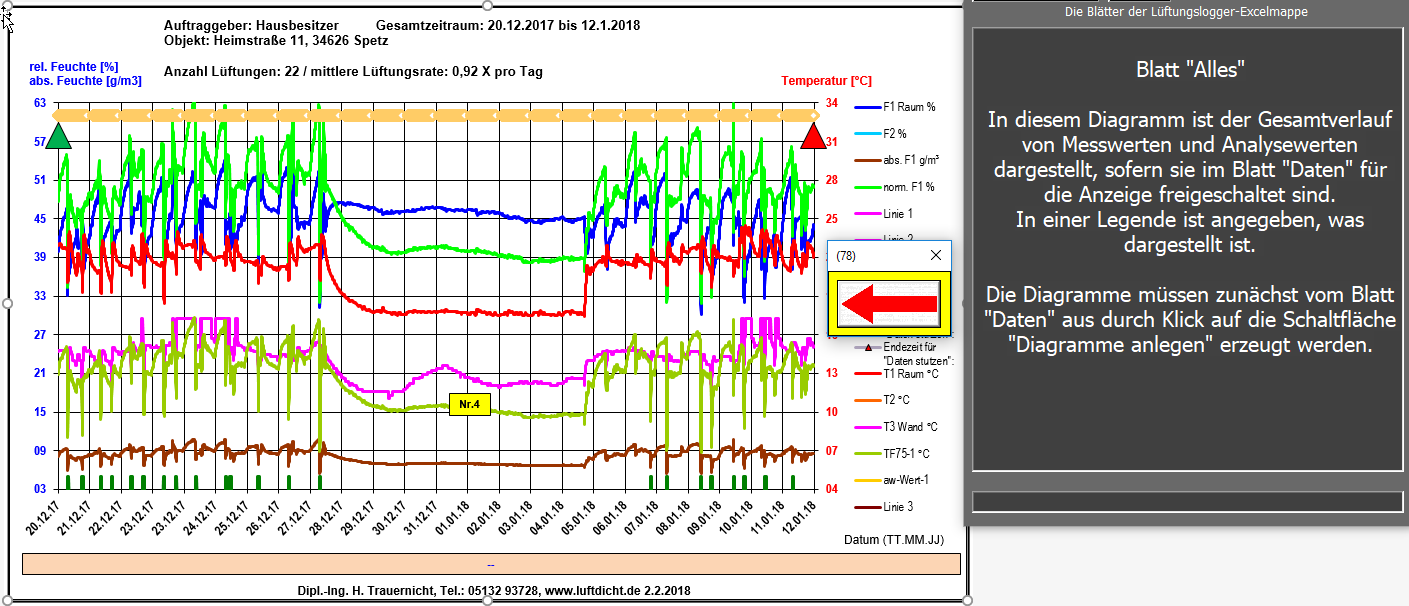 Auftraggeber: Hausbesitzer Gesamtzeitraum: 20.12.2017 bis 12.1.2018
Objekt: Heimstraße 11, 34626 Spetz
rel. Feuchte [%]
abs. Feuchte [g/m3]
Anzahl Lüftungen: 22 / mittlere Lüftungsrate: 0,92 X pro Tag
Temperatur [°C]
63
57
51
45
39
33
27
21
15
09
03
34
31
28
25
13
10
07
04
F1 Raum %
F2 %
abs. F1 g/m³
norm. F1 %
Linie 1
Linie 2
(78)
Endezeit für
"Daten stutzen":
T1 Raum °C
T2 °C
T3 Wand °C
TF75-1 °C
aw-Wert-1
Linie 3
Nr.4
20.12.17
21.12.17
22.12.17
23.12.17
23.12.17
24.12.17
25.12.17
26.12.17
27.12.17
28.12.17
29.12.17
30.12.17
31.12.17
01.01.18
02.01.18
03.01.18
04.01.18
05.01.18
06.01.18
07.01.18
08.01.18
09.01.18
10.01.18
11.01.18
12.01.18
Datum (TT.MM.JJ)
--
Dipl.-Ing. H. Trauernicht, Tel.: 05132 93728, www.luftdicht.de 2.2.2018
Die Blätter der Lüftungslogger-Excelmappe
Blatt "Alles"
In diesem Diagramm ist der Gesamtverlauf
von Messwerten und Analysewerten
dargestellt, sofern sie im Blatt "Daten" für
die Anzeige freigeschaltet sind.
In einer Legende ist angegeben, was
dargestellt ist.
Die Diagramme müssen zunächst vom Blatt
"Daten" aus durch Klick auf die Schaltfläche
"Diagramme anlegen" erzeugt werden.